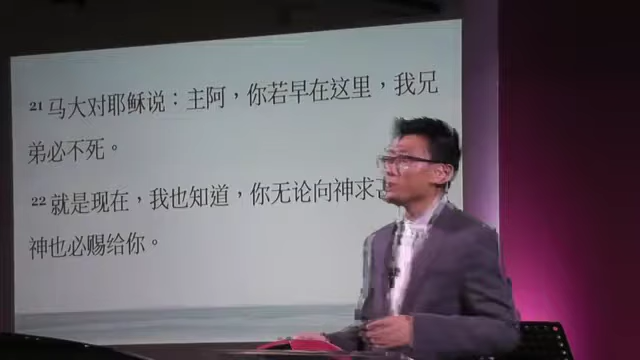 21 马大对耶稣说：主阿，你若早在这里，我兄
弟必不死。
22 就是现在，我也知道，你无论向神求
神也必赐给你。